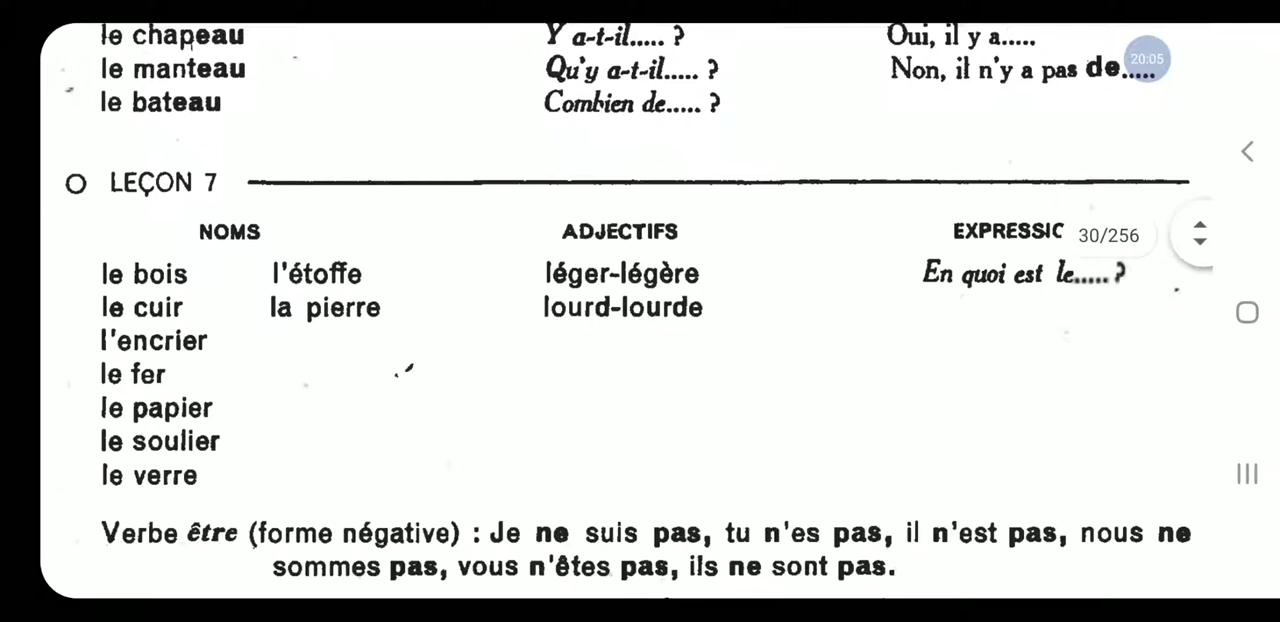 le chapeau Y a-t-il..... ? Oui, il y a.....
le manteau Qu'y a-t-il..... ? Non, il n'y a pas de.....
20:05
le bateau Combien de..... ?
LEÇON 7
NOMS ADJECTIFS EXPRESSIC 30/256
le bois l'étoffe léger-légère En quoi est le..... ?
le cuir la pierre lourd-lourde
l'encrier
le fer
le papier
le soulier
le verre
Verbe être (forme négative) : Je ne suis pas, tu n'es pas, il n'est pas, nous ne
sommes pas, vous n'êtes pas, ils ne sont pas.